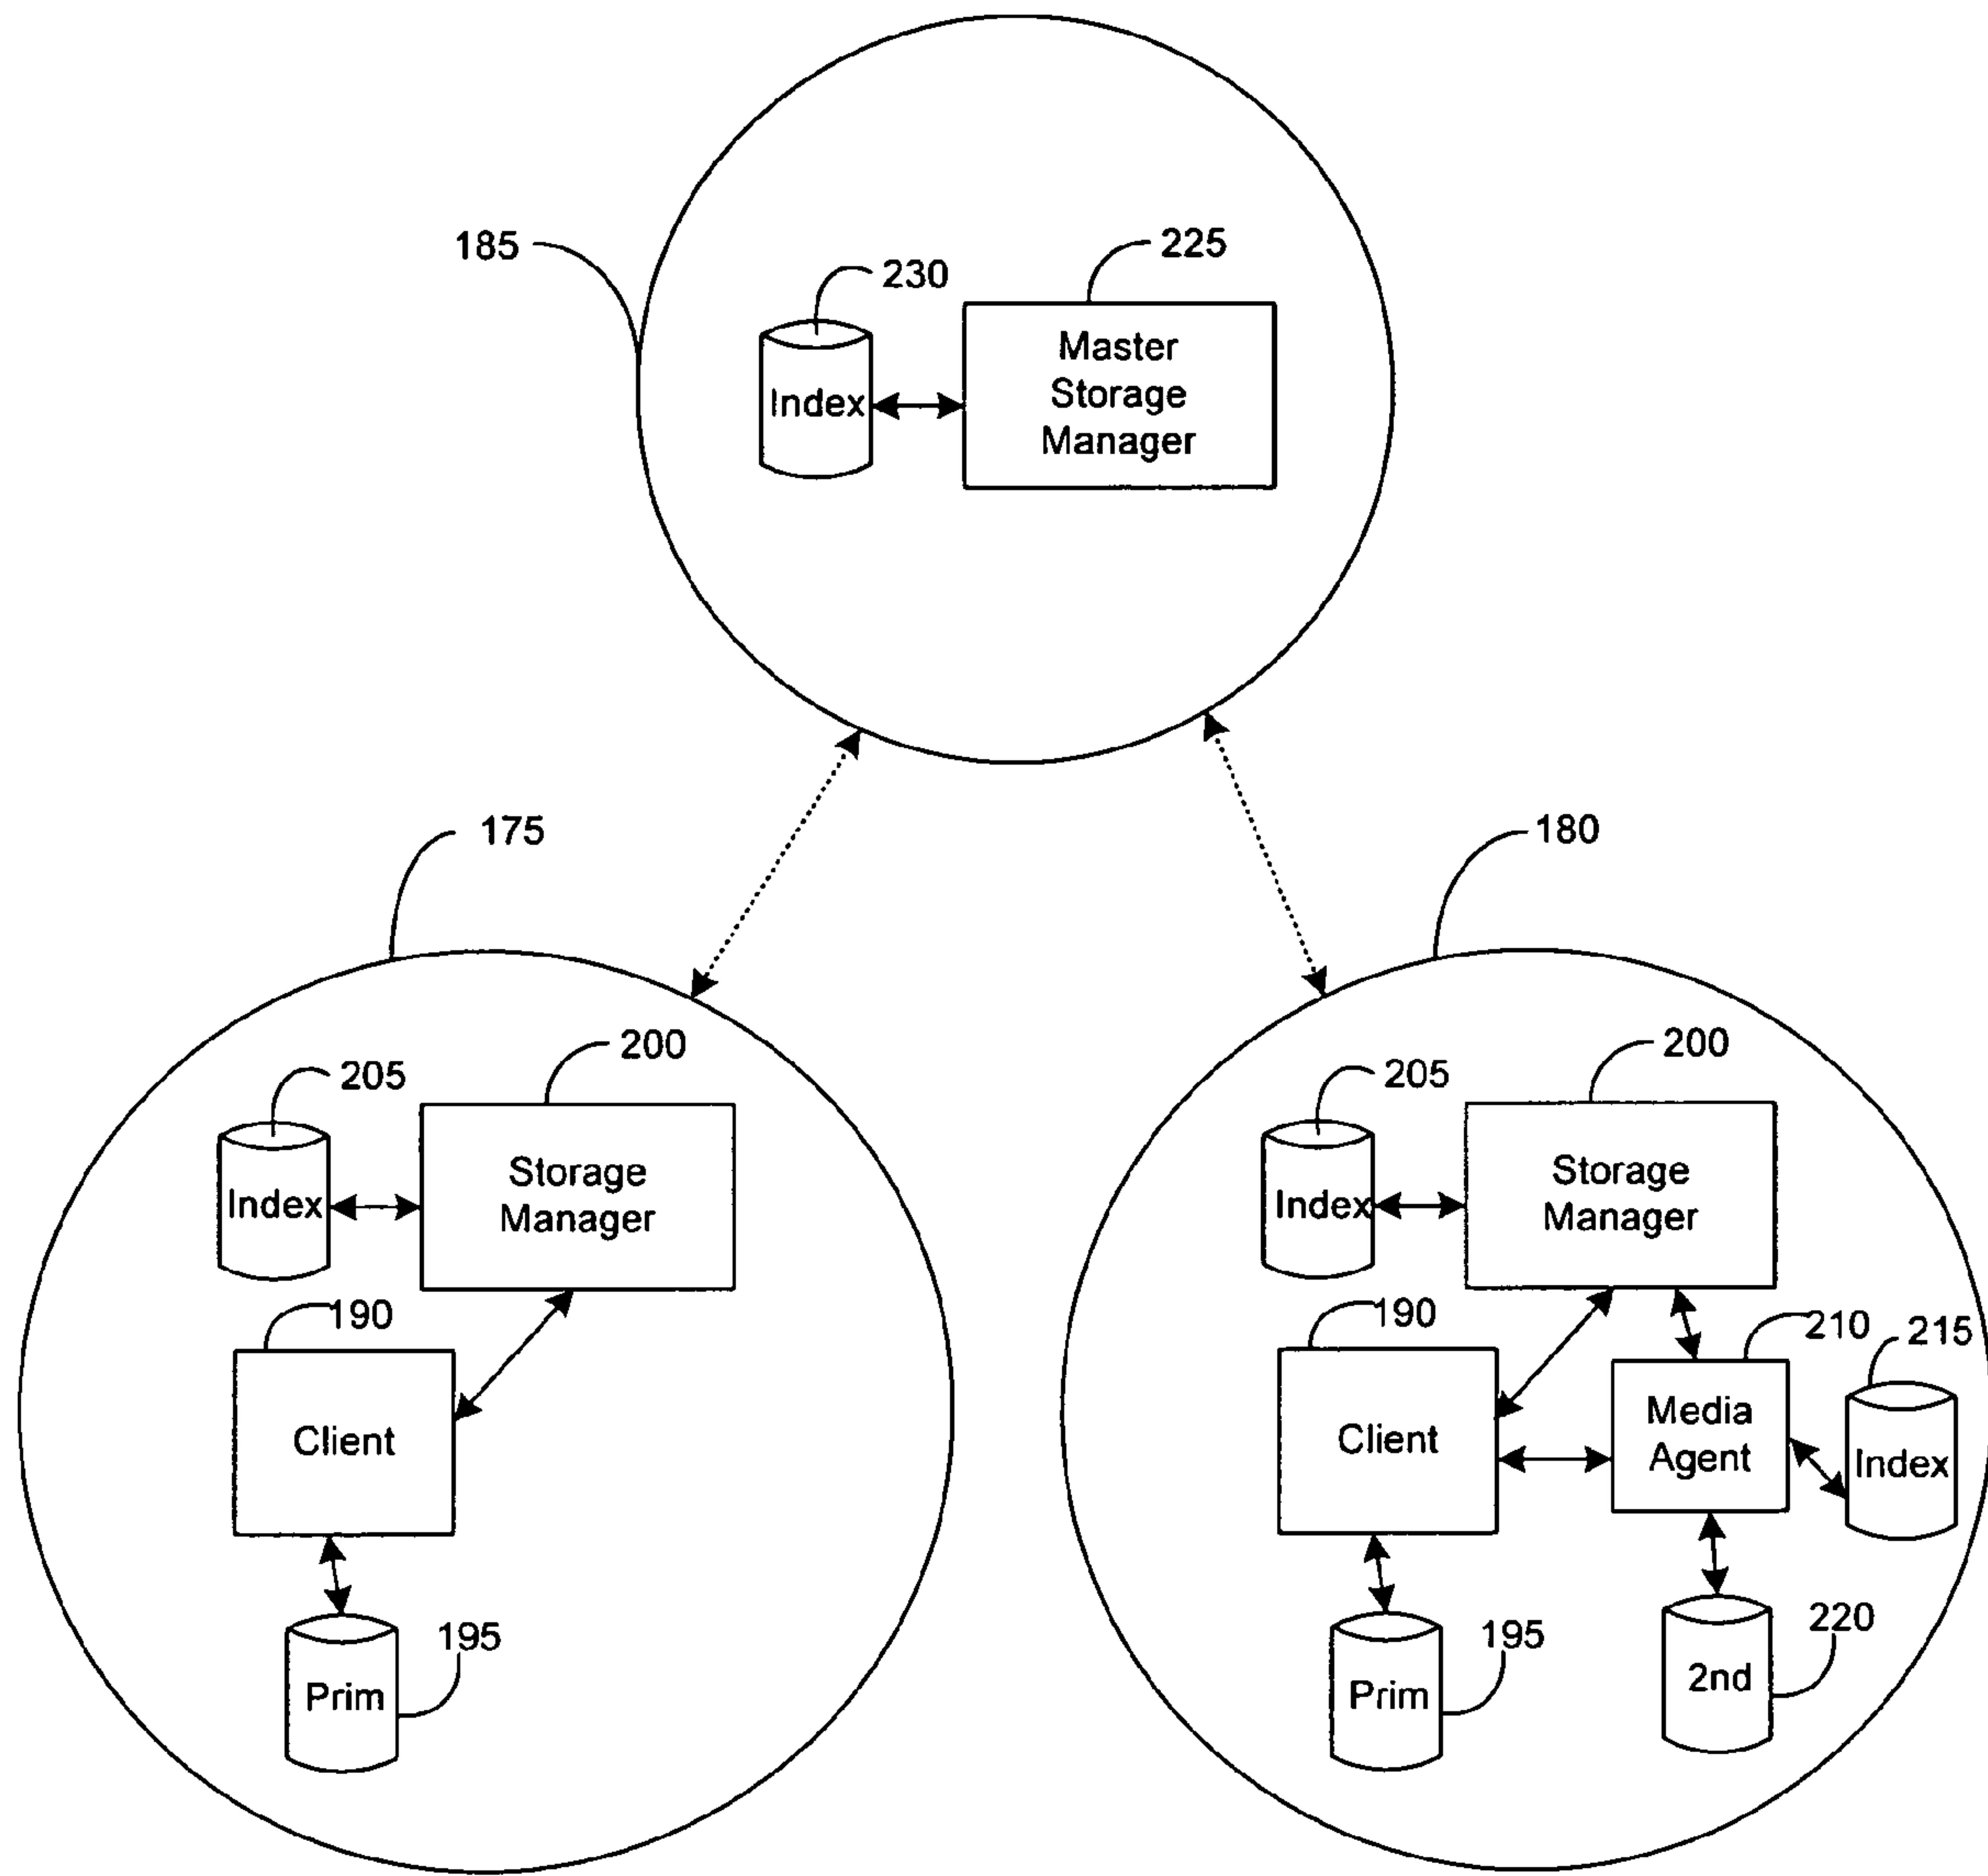 185
230
225
Index
Master
Storage
Manager
175
180
205
200
Index
Storage
Manager
190
Client
195
Prim
205
200
Index
Storage
Manager
190
210
215
Client
Media
Agent
Index
195
220
Prim
2nd